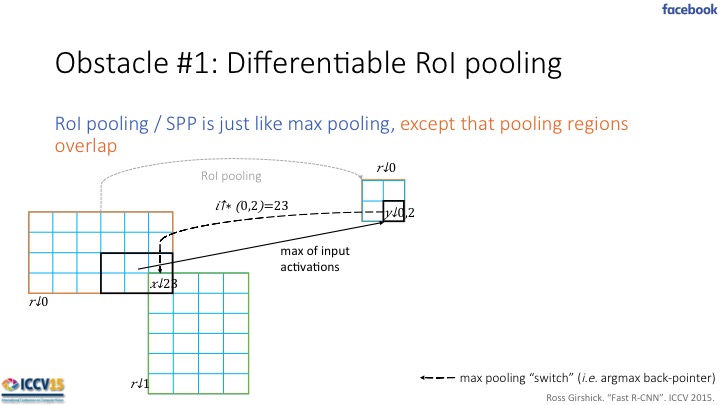 facebook
Obstacle #1: Differentiable RoI pooling
RoI pooling / SPP is just like max pooling, except that pooling regions
overlap
r↓0
RoI pooling
i↑∗ (0,2)=23
y↓0,2
max of input
activations
x↓23
r↓0
r↓1
max pooling “switch” (i.e. argmax back-pointer)
ICCV15
Ross Girshick. “Fast R-CNN”. ICCV 2015.